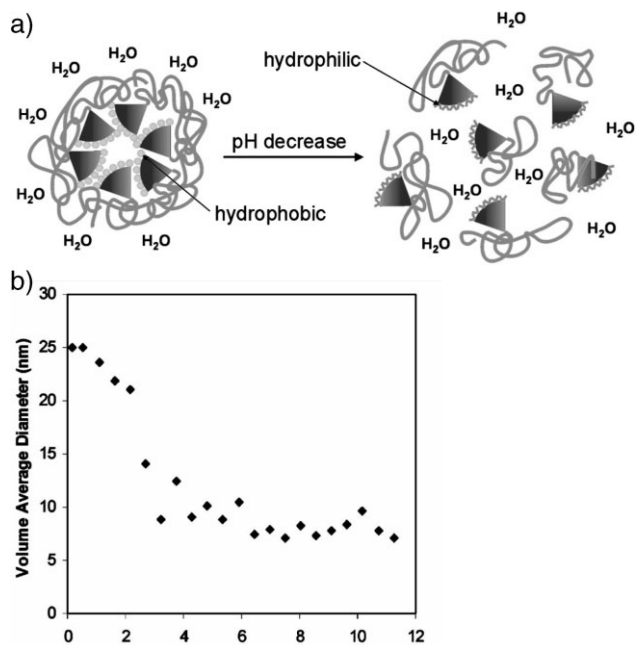 a)
H₂O H₂O
H₂O H₂O
H₂O H₂O
H₂O H₂O
H₂O H₂O
hydrophobic
pH decrease
hydrophilic
H₂O
H₂O H₂O
H₂O H₂O
H₂O H₂O
H₂O H₂O
b)
Volume Average Diameter (nm)
30
25
20
15
10
5
0
0 2 4 6 8 10 12